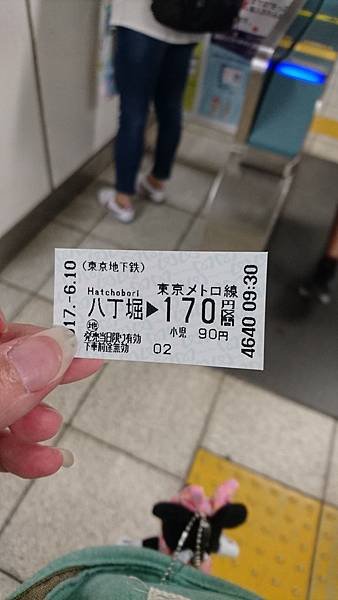 (東京地下鉄)
Hatchobori 東京メトロ線
八丁堀▶170円区間
小児 90円
㊞
発売当日限り有効
下車前途無効 02
17.-6.10
4640 09:30